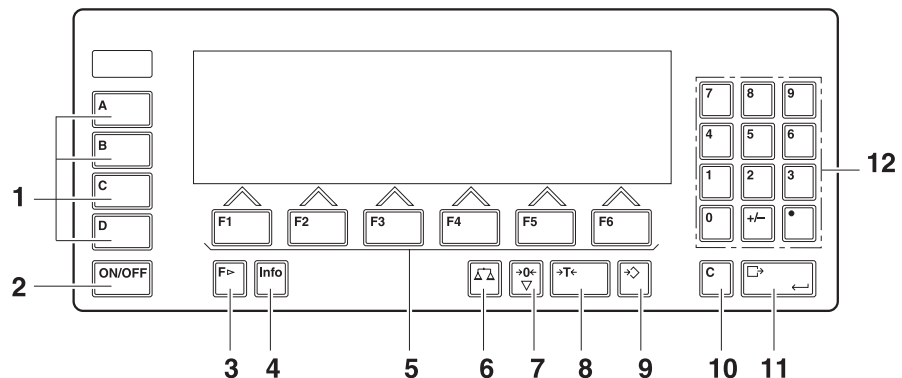 7 8 9
A
B
4 5 6
12
C
1 2 3
1
F1 F2 F3 F4 F5 F6
0 +/− •
D
ON/OFF
F▹ Info →0← →T← C
2
3 4 5 6 7 8 9 10 11